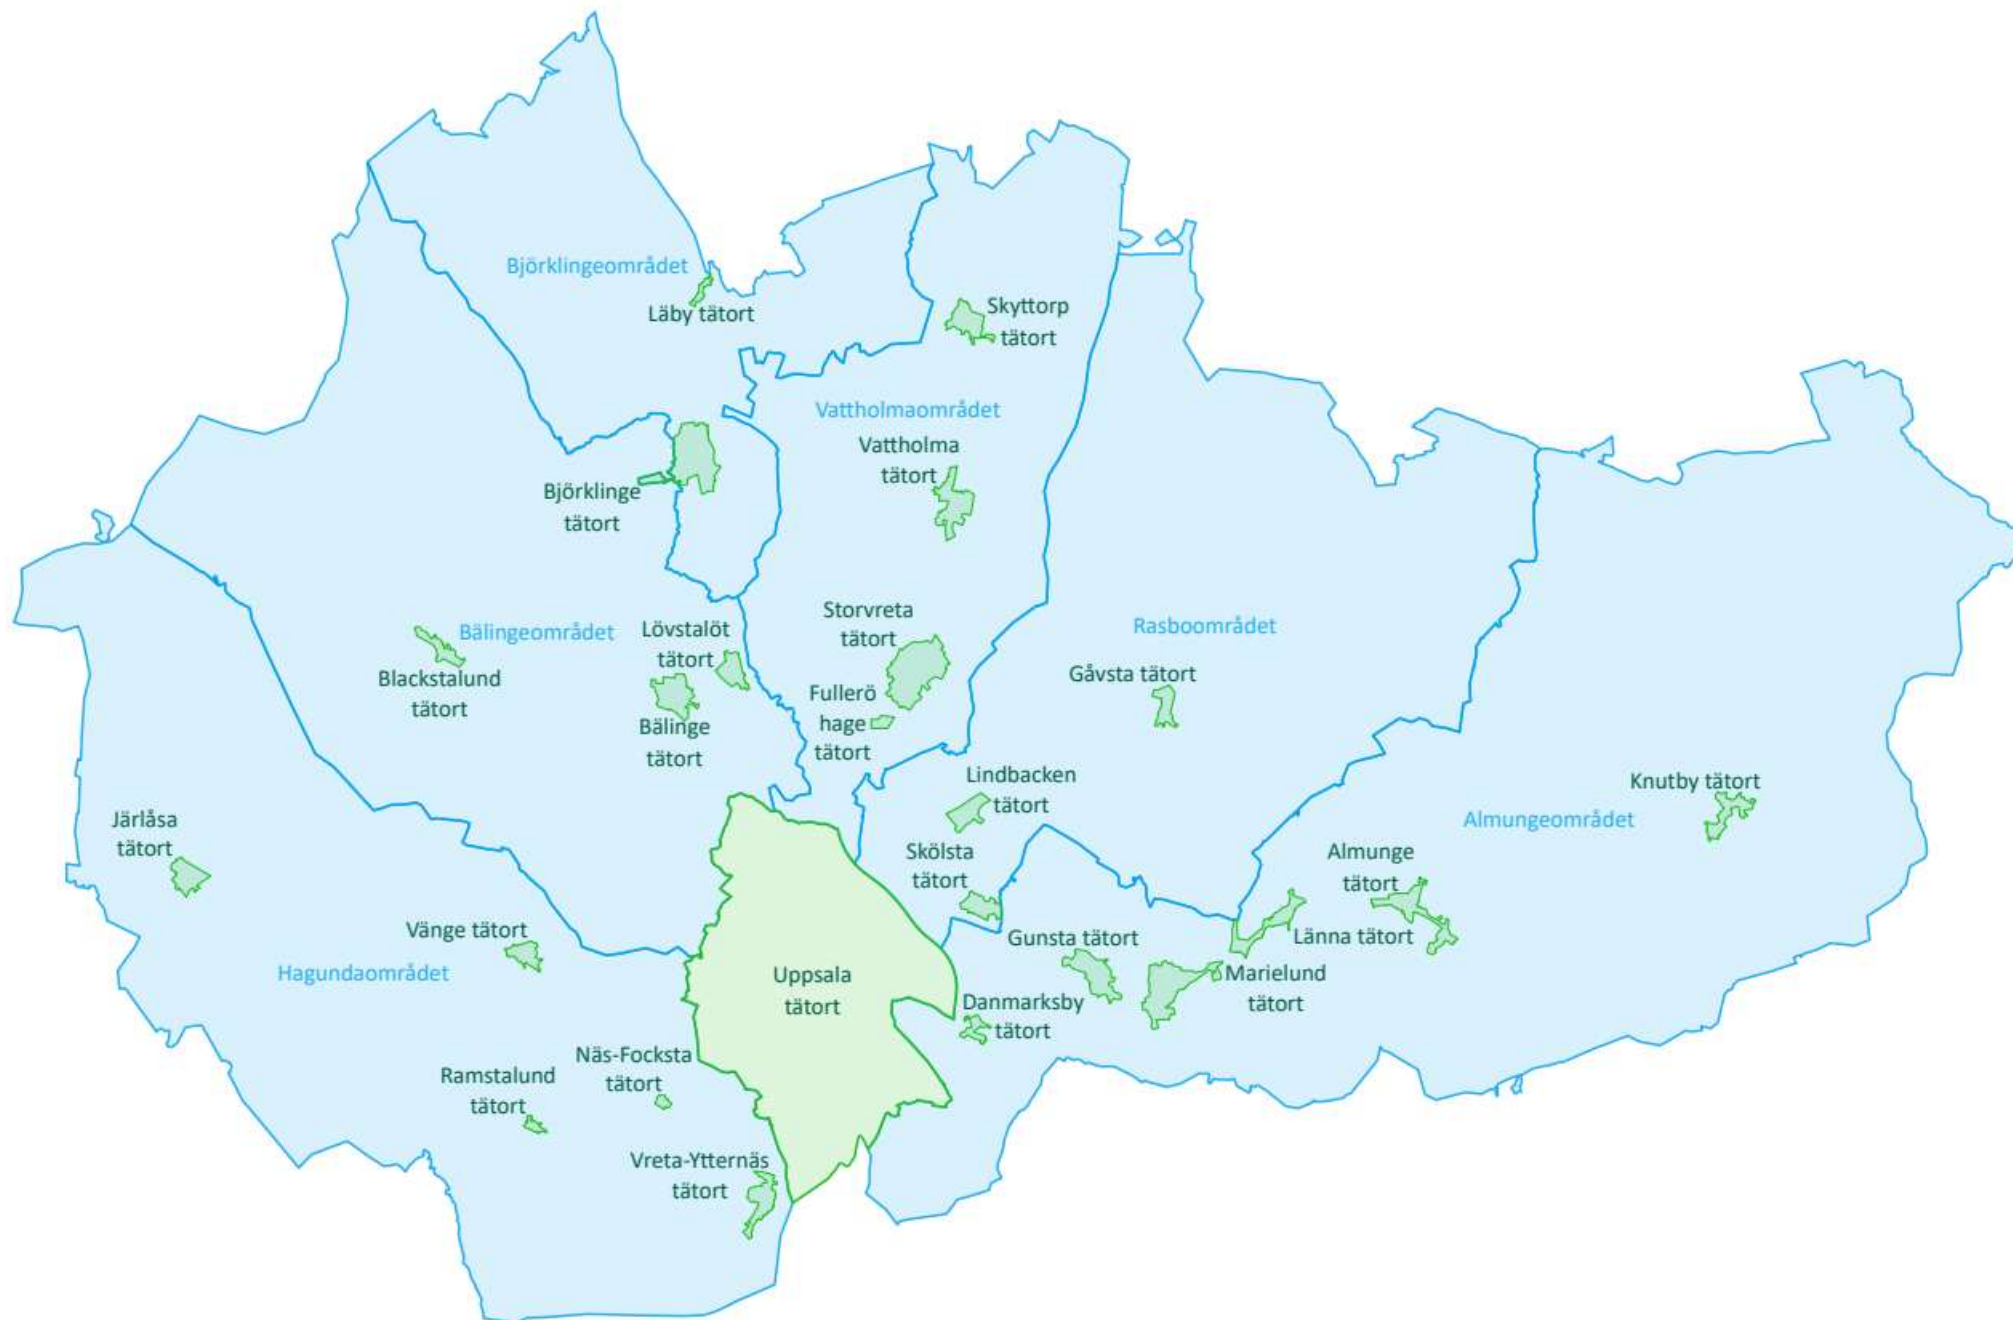 Björklingeområdet
Läby tätort
Skyttorp
tätort
Vattholmaområdet
Vattholma
tätort
Björklinge
tätort
Storvreta
tätort
Bälingeområdet
Lövstalöt
tätort
Rasboområdet
Gåvsta tätort
Blackstalund
tätort
Fullerö
hage
tätort
Bälinge
tätort
Lindbacken
tätort
Knutby tätort
Almungeområdet
Järlåsa
tätort
Skölsta
tätort
Almunge
tätort
Vänge tätort
Gunsta tätort
Länna tätort
Hagundaområdet
Uppsala
tätort
Marielund
tätort
Danmarksby
tätort
Näs-Focksta
tätort
Ramstalund
tätort
Vreta-Ytternäs
tätort